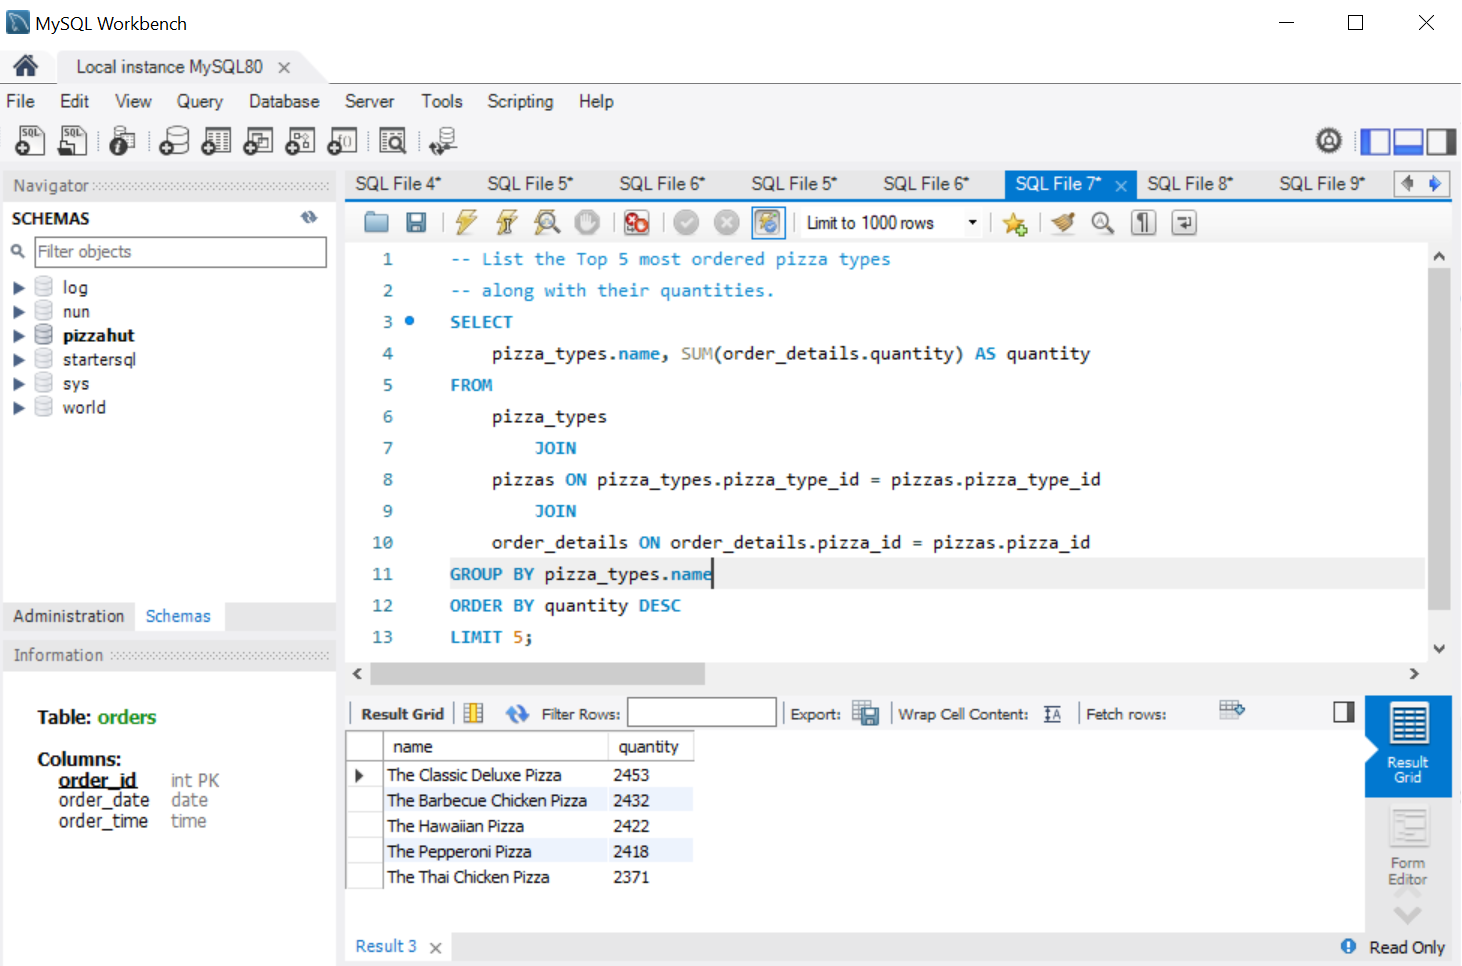 MySQL Workbench
Local instance MySQL80
File Edit View Query Database Server Tools Scripting Help
Navigator
SCHEMAS
Filter objects
log
nun
pizzahut
startersql
sys
world
Administration Schemas
Information
Table: orders
Columns:
order_id int PK
order_date date
order_time time
SQL File 4* SQL File 5* SQL File 6* SQL File 5* SQL File 6* SQL File 7* SQL File 8* SQL File 9*
Limit to 1000 rows
1 -- List the Top 5 most ordered pizza types
2 -- along with their quantities.
3 SELECT
4 pizza_types.name, SUM(order_details.quantity) AS quantity
5 FROM
6 pizza_types
7 JOIN
8 pizzas ON pizza_types.pizza_type_id = pizzas.pizza_type_id
9 JOIN
10 order_details ON order_details.pizza_id = pizzas.pizza_id
11 GROUP BY pizza_types.name
12 ORDER BY quantity DESC
13 LIMIT 5;
Result Grid Filter Rows: Export: Wrap Cell Content: Fetch rows:
name quantity
The Classic Deluxe Pizza 2453
The Barbecue Chicken Pizza 2432
The Hawaiian Pizza 2422
The Pepperoni Pizza 2418
The Thai Chicken Pizza 2371
Result
Grid
Form
Editor
Result 3
Read Only